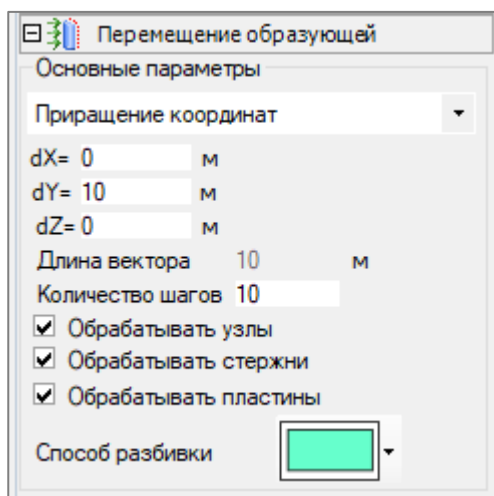 Перемещение образующей
Основные параметры
Приращение координат
dX= 0 м
dY= 10 м
dZ= 0 м
Длина вектора 10 м
Количество шагов 10
Обрабатывать узлы
Обрабатывать стержни
Обрабатывать пластины
Способ разбивки